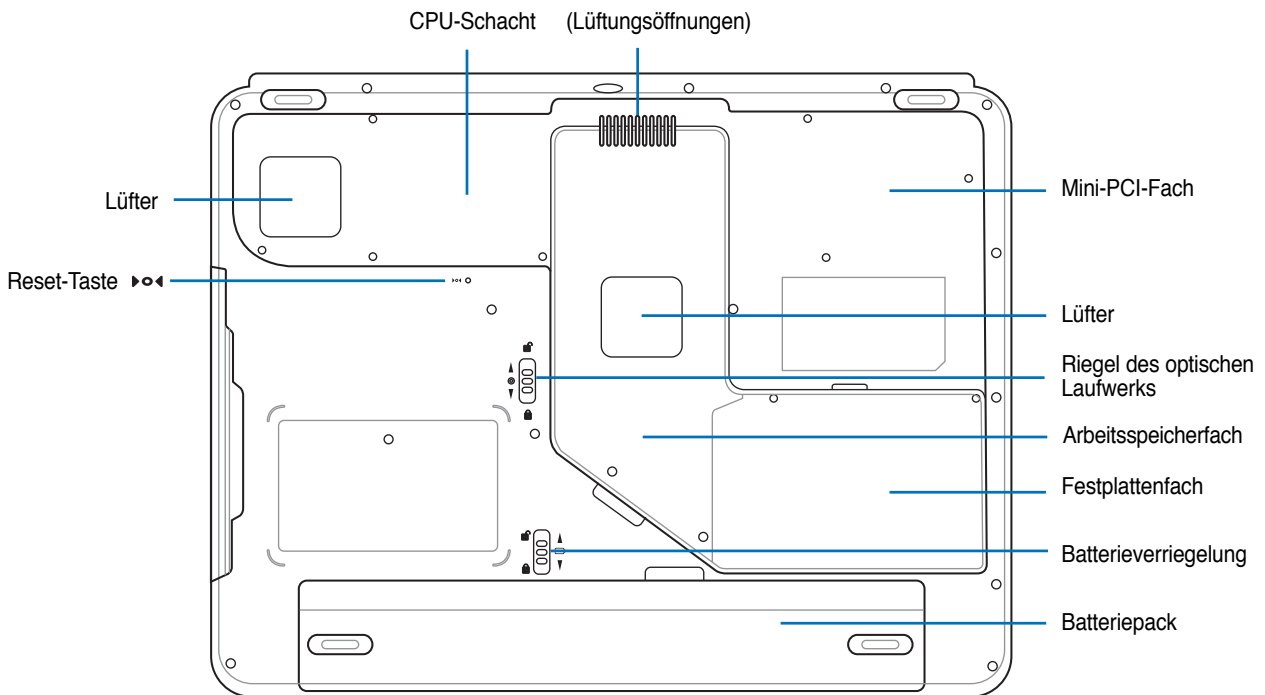 CPU-Schacht
(Lüftungsöffnungen)
Lüfter
Reset-Taste
Mini-PCI-Fach
Lüfter
Riegel des optischen
Laufwerks
Arbeitsspeicherfach
Festplattenfach
Batterieverriegelung
Batteriepack